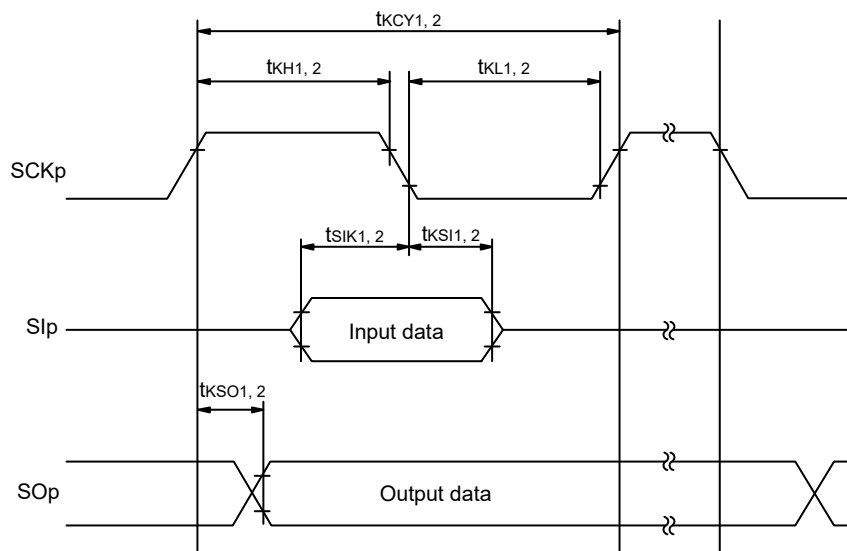 tKCY1, 2
tKH1, 2
tKL1, 2
SCKp
tSIK1, 2
tKSI1, 2
SIp
Input data
tKSO1, 2
SOp
Output data